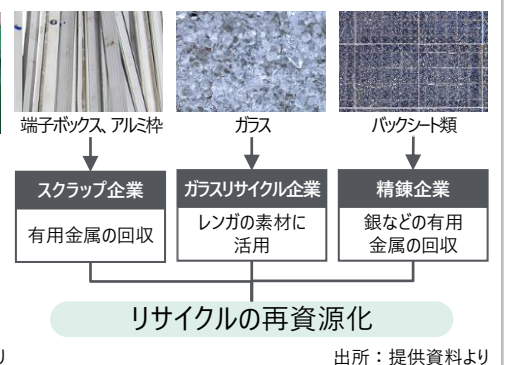 端子ボックス、アルミ枠
ガラス
バックシート類
スクラップ企業
有用金属の回収
ガラスリサイクル企業
レンガの素材に
活用
精錬企業
銀などの有用
金属の回収
リサイクルの再資源化
り
出所：提供資料より